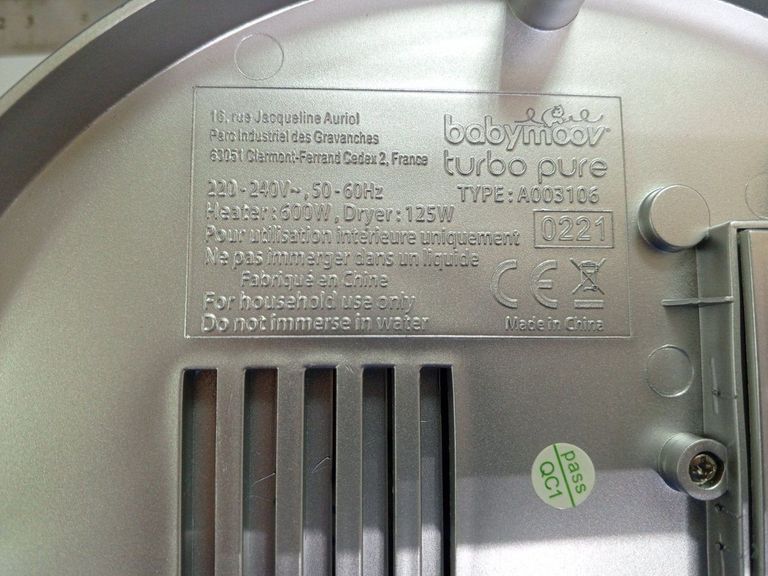 16, rue Jacqueline Auriol
Parc Industriel des Gravanches
63051 Clermont-Ferrand Cedex 2, France
babymoov
turbo pure
TYPE : A003106
220 - 240V~, 50 - 60Hz
Heater : 600W , Dryer : 125W
Pour utilisation intérieure uniquement
0221
Ne pas immerger dans un liquide
Fabriqué en Chine
For household use only
Do not immerse in water
CE
Made in China
pass
QC1